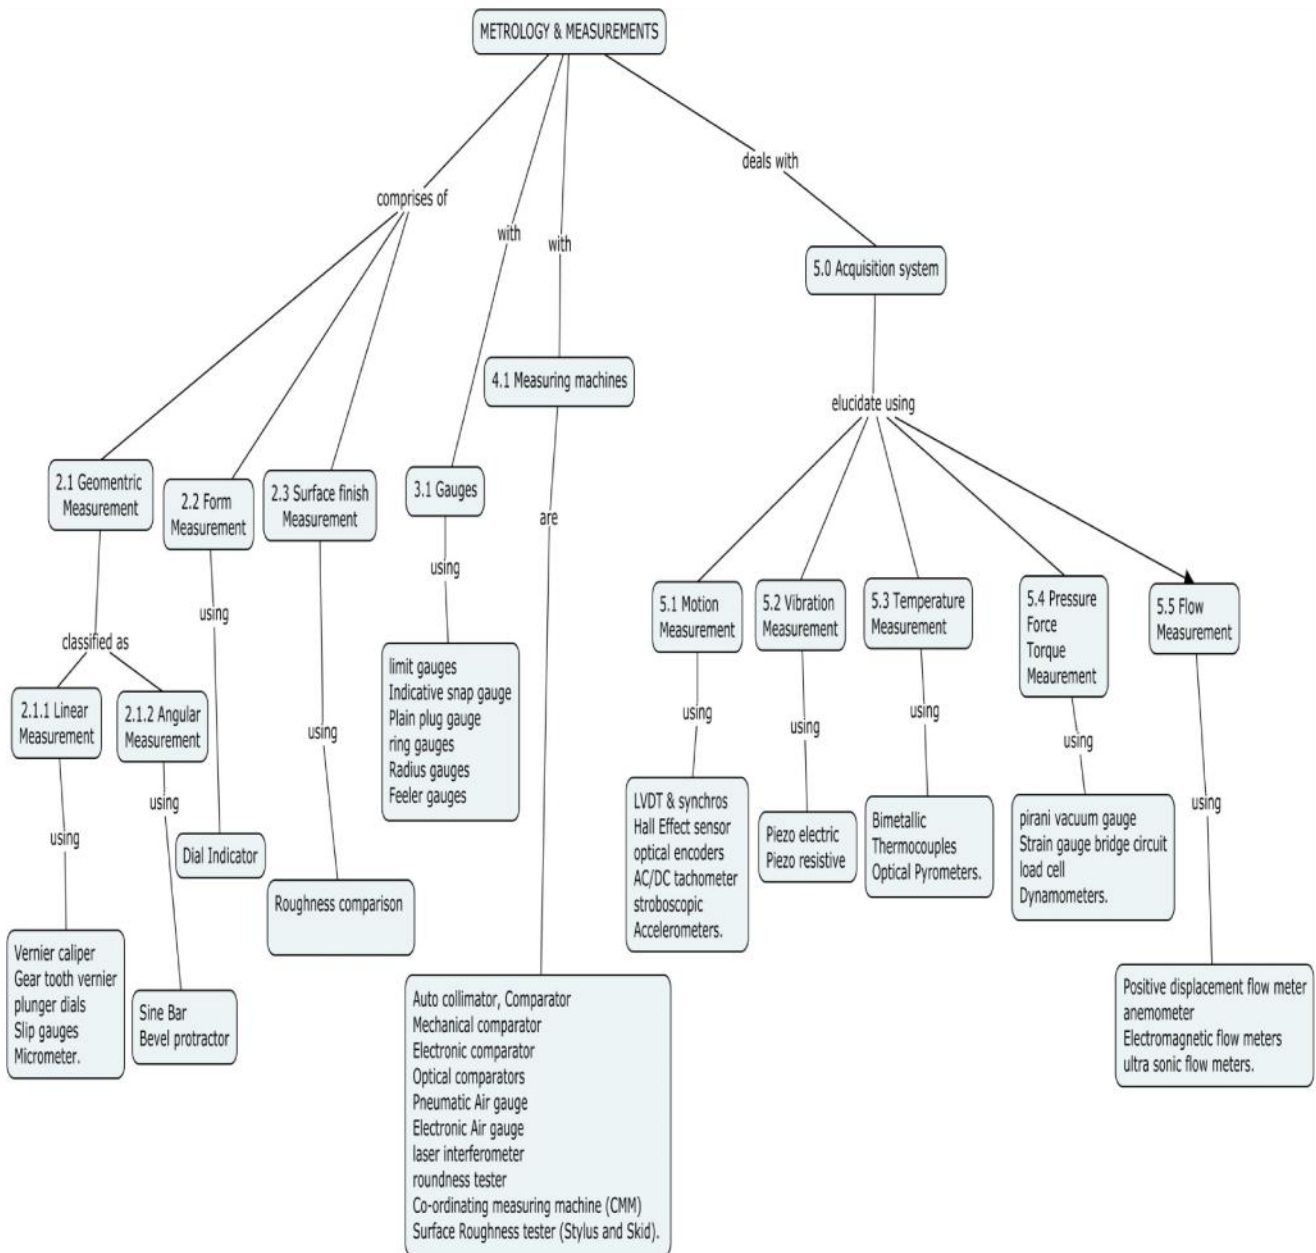 METROLOGY & MEASUREMENTS
deals with
comprises of
with
with
5.0 Acquisition system
4.1 Measuring machines
elucidate using
2.1 Geomentric
Measurement
2.2 Form
Measurement
2.3 Surface finish
Measurement
3.1 Gauges
are
using
using
5.1 Motion
Measurement
5.2 Vibration
Measurement
5.3 Temperature
Measurement
5.4 Pressure
Force
Torque
Meaurement
5.5 Flow
Measurement
classified as
limit gauges
Indicative snap gauge
Plain plug gauge
ring gauges
Radius gauges
Feeler gauges
2.1.1 Linear
Measurement
2.1.2 Angular
Measurement
using
using
using
using
using
using
using
using
using
LVDT & synchros
Hall Effect sensor
optical encoders
AC/DC tachometer
stroboscopic
Accelerometers.
Piezo electric
Piezo resistive
Bimetallic
Thermocouples
Optical Pyrometers.
pirani vacuum gauge
Strain gauge bridge circuit
load cell
Dynamometers.
Dial Indicator
Roughness comparison
Vernier caliper
Gear tooth vernier
plunger dials
Slip gauges
Micrometer.
Sine Bar
Bevel protractor
Auto collimator, Comparator
Mechanical comparator
Electronic comparator
Optical comparators
Pneumatic Air gauge
Electronic Air gauge
laser interferometer
roundness tester
Co-ordinating measuring machine (CMM)
Surface Roughness tester (Stylus and Skid).
Positive displacement flow meter
anemometer
Electromagnetic flow meters
ultra sonic flow meters.